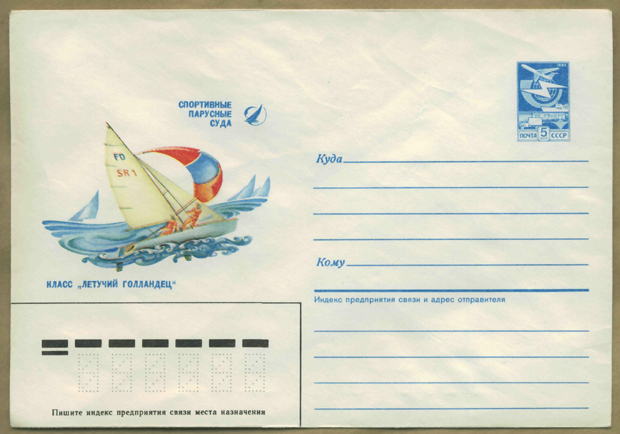 СПОРТИВНЫЕ
ПАРУСНЫЕ
СУДА
FD
SR 1
КЛАСС „ЛЕТУЧИЙ ГОЛЛАНДЕЦ"
ПОЧТА 5 СССР
Куда
Кому
Индекс предприятия связи и адрес отправителя
Пишите индекс предприятия связи места назначения